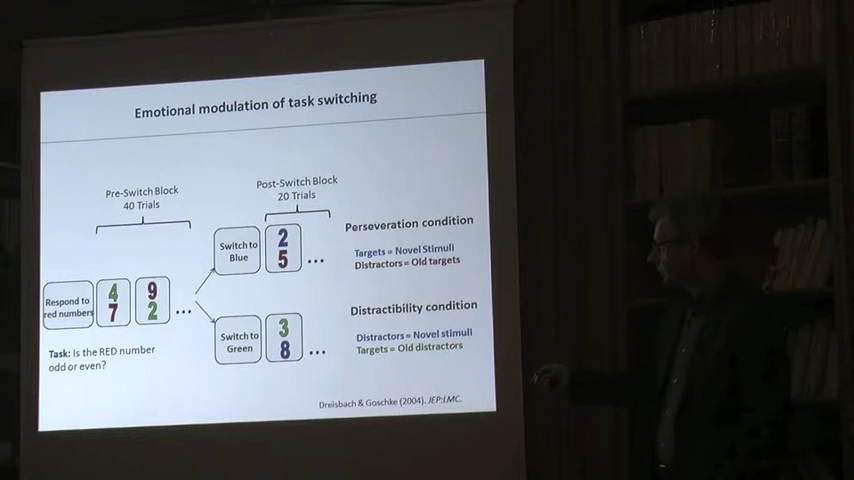 Emotional modulation of task switching
Pre-Switch Block
40 Trials
Post-Switch Block
20 Trials
Respond to
red numbers
4
7
9
2
...
Switch to
Blue
2
5
...
Perseveration condition
Targets = Novel Stimuli
Distractors = Old targets
Switch to
Green
3
8
...
Distractibility condition
Distractors = Novel stimuli
Targets = Old distractors
Task: Is the RED number
odd or even?
Dreisbach & Goschke (2004). JEP:LMC.